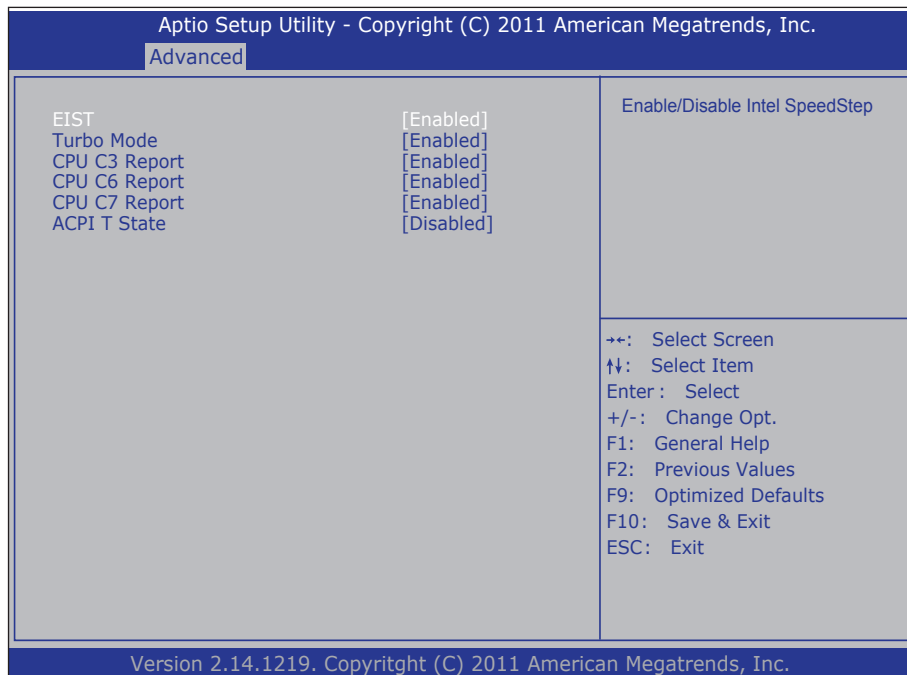 Aptio Setup Utility - Copyright (C) 2011 American Megatrends, Inc.
Advanced
EIST [Enabled]
Turbo Mode [Enabled]
CPU C3 Report [Enabled]
CPU C6 Report [Enabled]
CPU C7 Report [Enabled]
ACPI T State [Disabled]
Enable/Disable Intel SpeedStep
→←: Select Screen
↑↓: Select Item
Enter : Select
+/-: Change Opt.
F1: General Help
F2: Previous Values
F9: Optimized Defaults
F10: Save & Exit
ESC: Exit
Version 2.14.1219. Copyritght (C) 2011 American Megatrends, Inc.